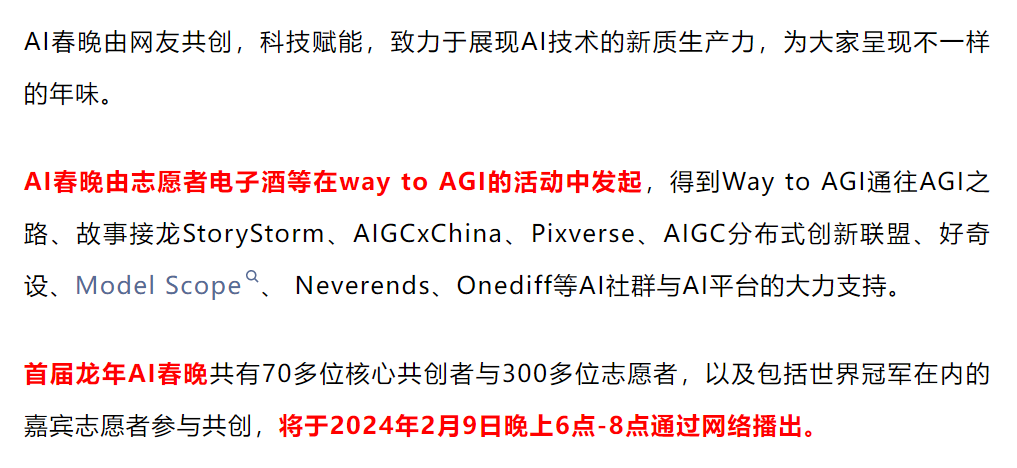 AI春晚由网友共创，科技赋能，致力于展现AI技术的新质生产力，为大家呈现不一样
的年味。
AI春晚由志愿者电子酒等在way to AGI的活动中发起，得到Way to AGI通往AGI之
路、故事接龙StoryStorm、AIGCxChina、Pixverse、AIGC分布式创新联盟、好奇
设、Model Scope、 Neverends、Onediff等AI社群与AI平台的大力支持。
首届龙年AI春晚共有70多位核心共创者与300多位志愿者，以及包括世界冠军在内的
嘉宾志愿者参与共创，将于2024年2月9日晚上6点-8点通过网络播出。